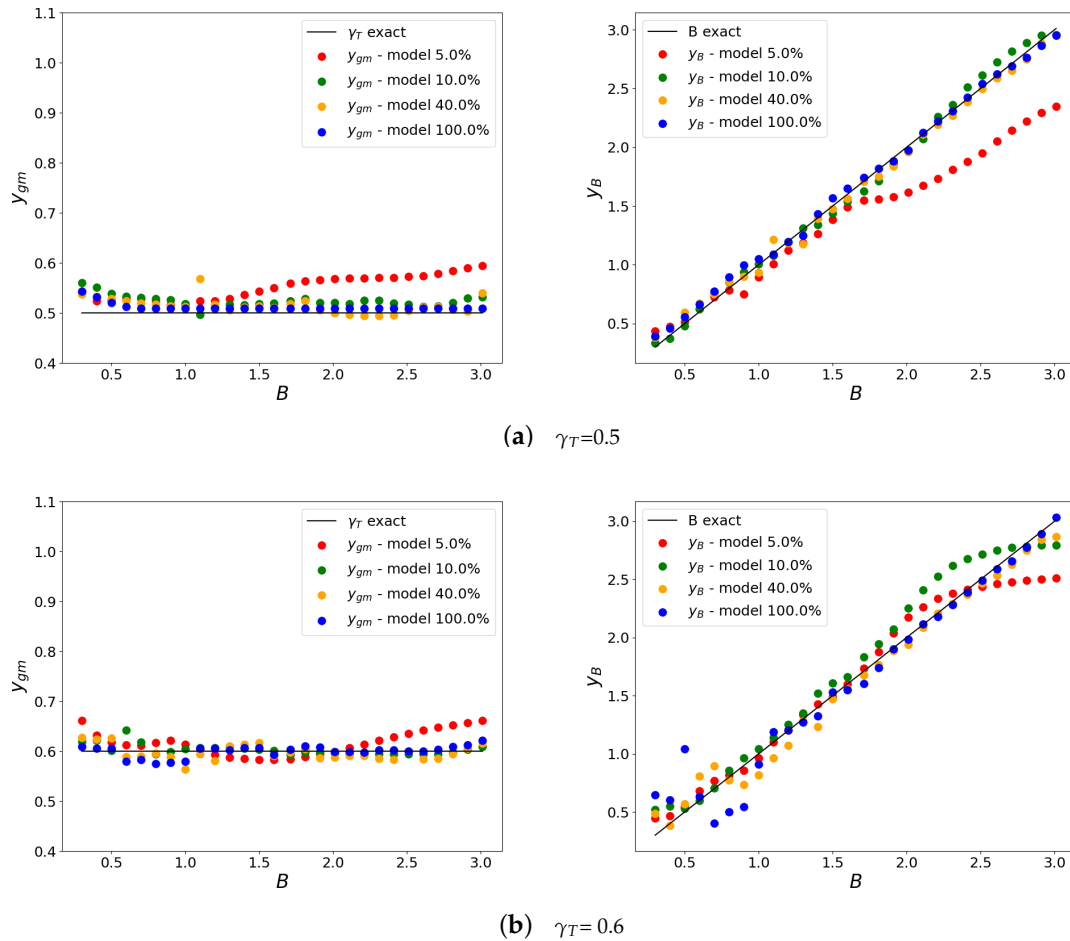 1.1
1.0
0.9
0.8
0.7
0.6
0.5
0.4
y_gm
0.5 1.0 1.5 2.0 2.5 3.0
B
γ_T exact
y_gm - model 5.0%
y_gm - model 10.0%
y_gm - model 40.0%
y_gm - model 100.0%
3.0
2.5
2.0
1.5
1.0
0.5
y_B
0.5 1.0 1.5 2.0 2.5 3.0
B
B exact
y_B - model 5.0%
y_B - model 10.0%
y_B - model 40.0%
y_B - model 100.0%
(a) γ_T=0.5
1.1
1.0
0.9
0.8
0.7
0.6
0.5
0.4
y_gm
0.5 1.0 1.5 2.0 2.5 3.0
B
γ_T exact
y_gm - model 5.0%
y_gm - model 10.0%
y_gm - model 40.0%
y_gm - model 100.0%
3.0
2.5
2.0
1.5
1.0
0.5
y_B
0.5 1.0 1.5 2.0 2.5 3.0
B
B exact
y_B - model 5.0%
y_B - model 10.0%
y_B - model 40.0%
y_B - model 100.0%
(b) γ_T= 0.6